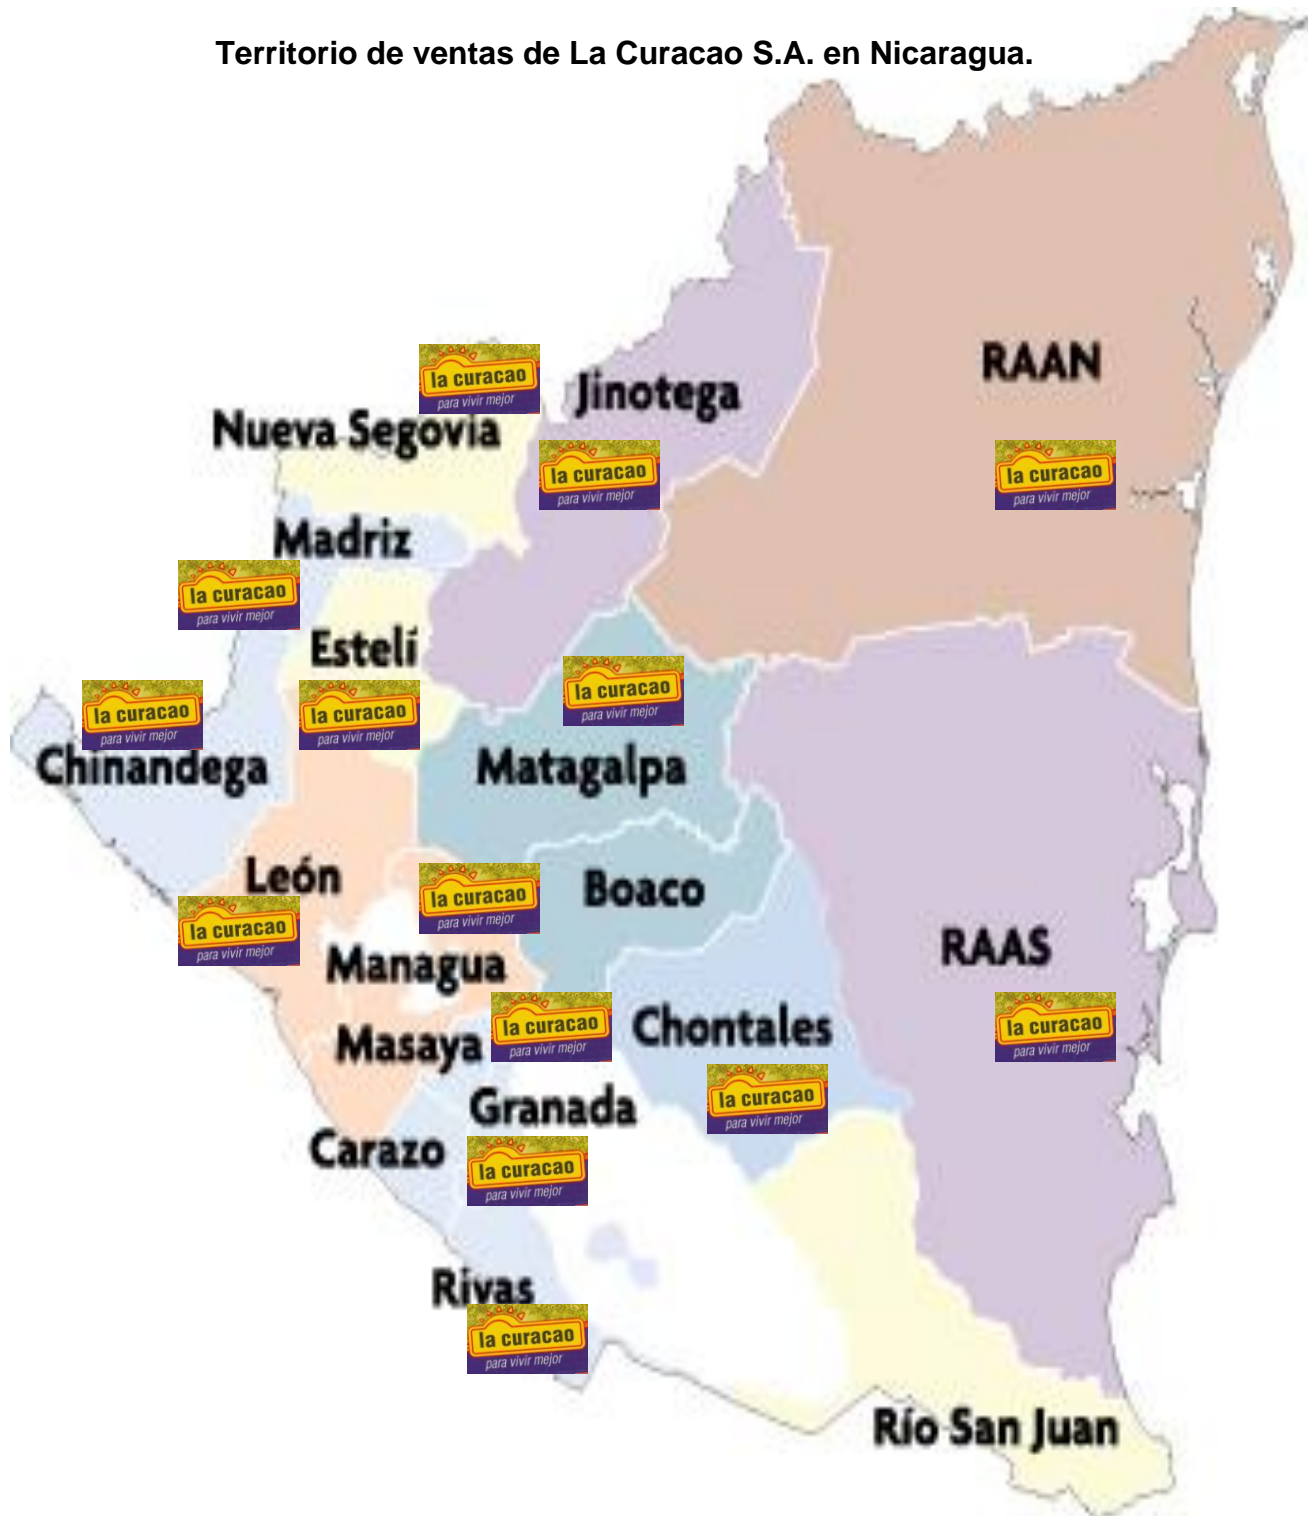 Territorio de ventas de La Curacao S.A. en Nicaragua.
RAAN
la curacao
para vivir mejor
Jinotega
Nueva Segovia
la curacao
para vivir mejor
la curacao
para vivir mejor
Madriz
la curacao
para vivir mejor
Estelí
la curacao
para vivir mejor
la curacao
para vivir mejor
la curacao
para vivir mejor
Chinandega
Matagalpa
León
la curacao
para vivir mejor
Boaco
la curacao
para vivir mejor
RAAS
Managua
la curacao
para vivir mejor
la curacao
para vivir mejor
Chontales
Masaya
la curacao
para vivir mejor
Granada
Carazo
la curacao
para vivir mejor
Rivas
la curacao
para vivir mejor
Río San Juan